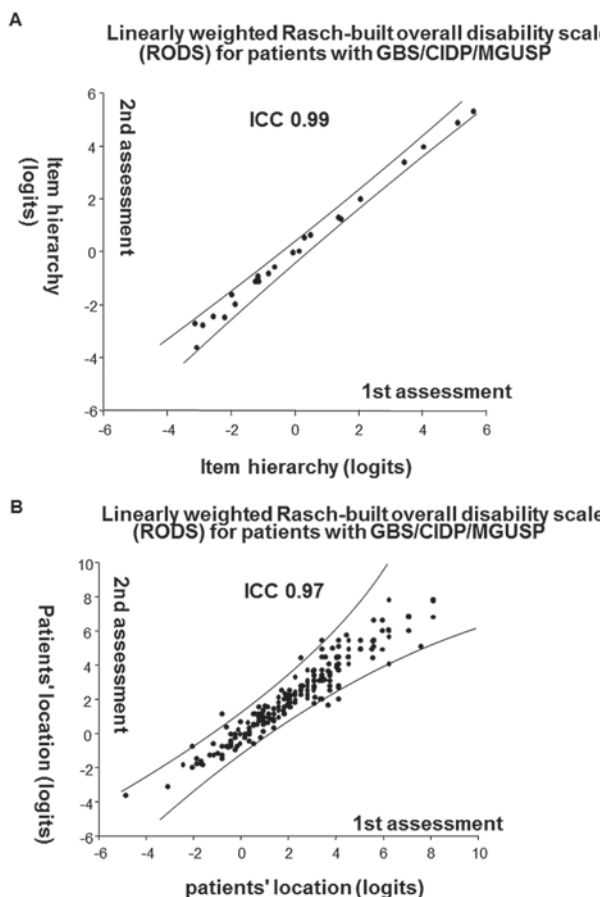 A
Linearly weighted Rasch-built overall disability scale
(RODS) for patients with GBS/CIDP/MGUSP
6
4
2
0
-2
-4
-6
Item hierarchy
(logits)
2nd assessment
ICC 0.99
1st assessment
-6
-4
-2
0
2
4
6
Item hierarchy (logits)
B
Linearly weighted Rasch-built overall disability scale
(RODS) for patients with GBS/CIDP/MGUSP
10
8
6
4
2
0
-2
-4
-6
Patients' location (logits)
2nd assessment
ICC 0.97
1st assessment
-6
-4
-2
0
2
4
6
8
10
patients' location (logits)